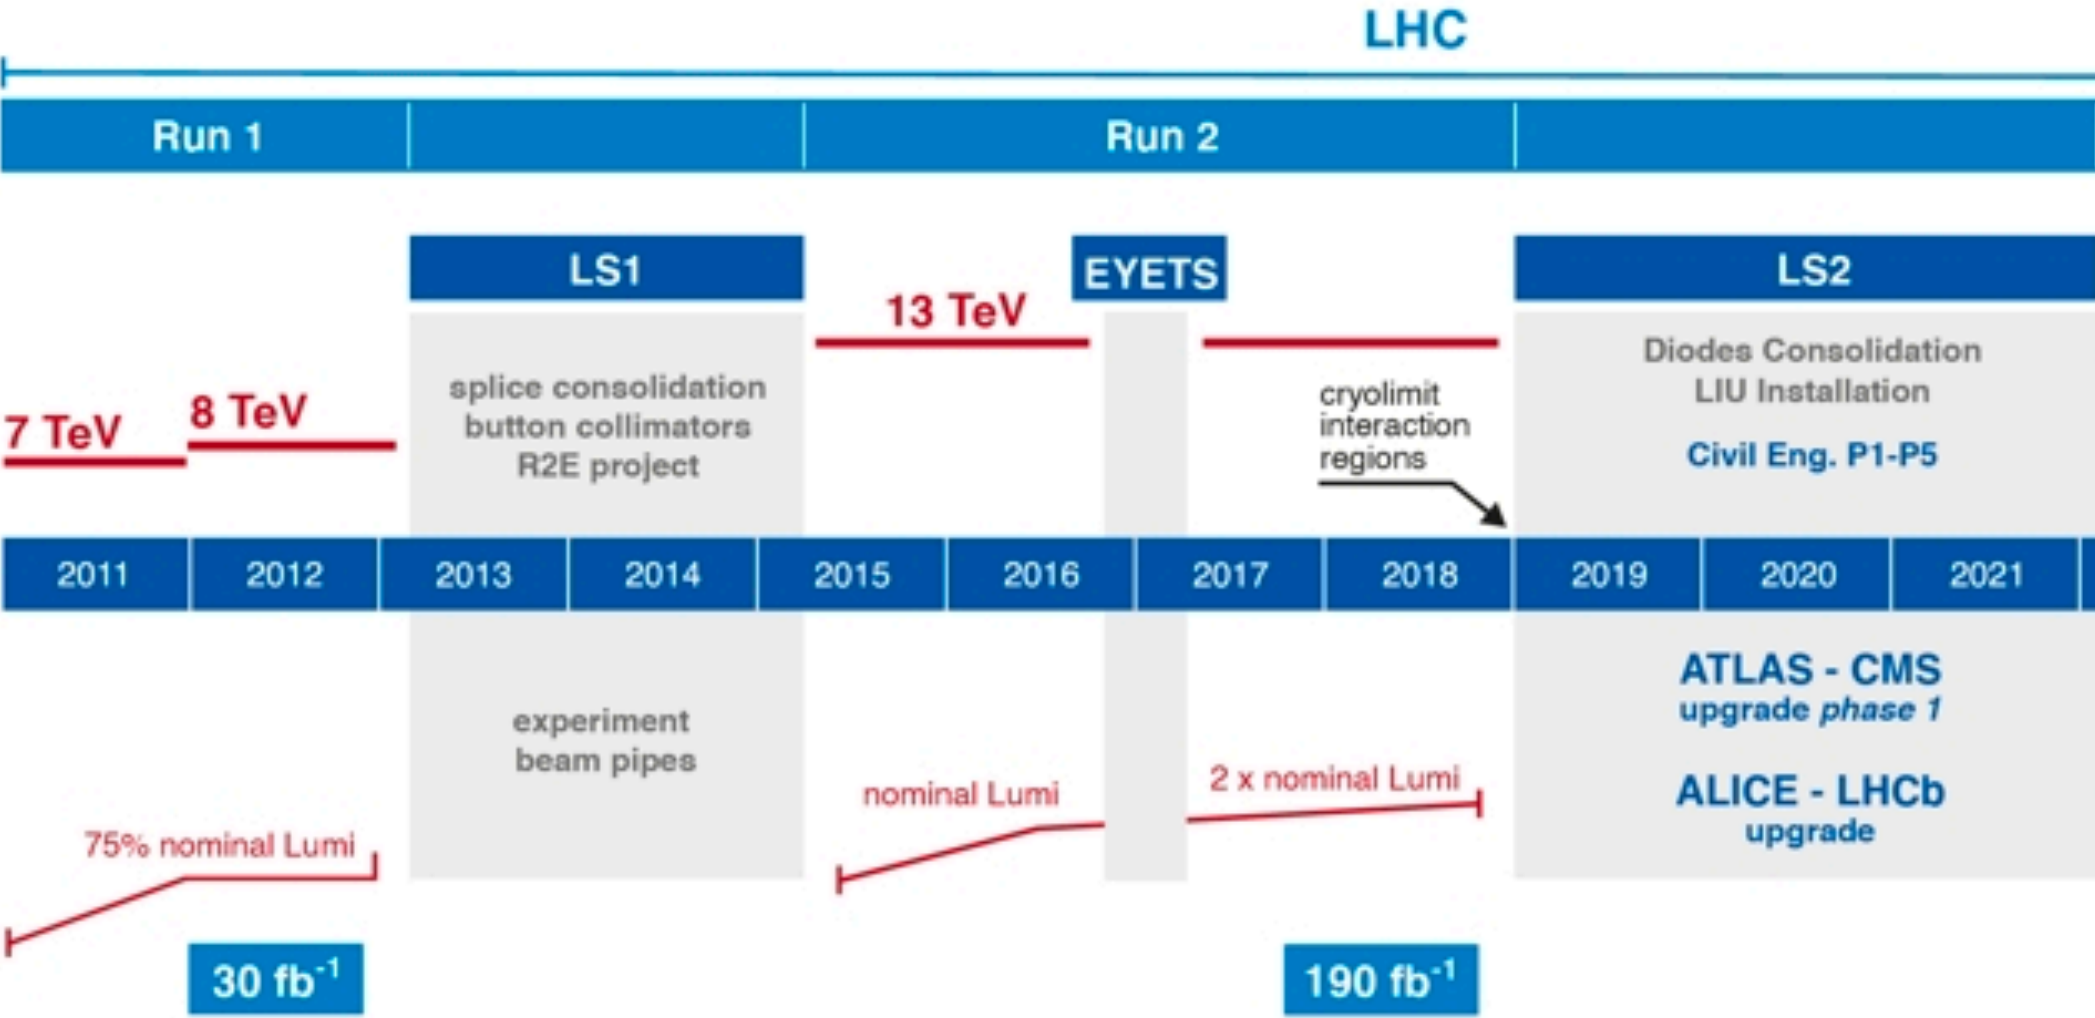 LHC
Run 1
Run 2
LS1
EYETS
LS2
13 TeV
7 TeV
8 TeV
splice consolidation
button collimators
R2E project
cryolimit
interaction
regions
Diodes Consolidation
LIU Installation
Civil Eng. P1-P5
2011
2012
2013
2014
2015
2016
2017
2018
2019
2020
2021
experiment
beam pipes
ATLAS - CMS
upgrade phase 1
ALICE - LHCb
upgrade
75% nominal Lumi
nominal Lumi
2 x nominal Lumi
30 fb⁻¹
190 fb⁻¹